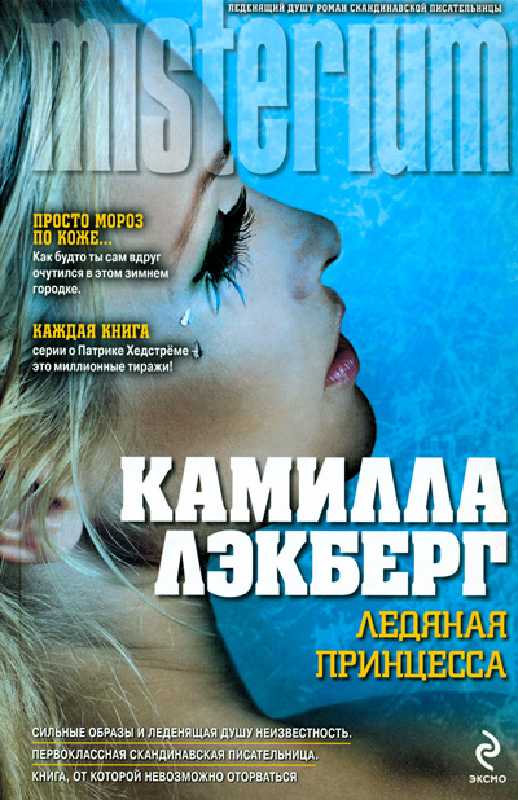 ЛЕДЕНЯЩИЙ ДУШУ РОМАН СКАНДИНАВСКОЙ ПИСАТЕЛЬНИЦЫ
misterium
ПРОСТО МОРОЗ
ПО КОЖЕ...
Как будто ты сам вдруг
очутился в этом зимнем
городке.
КАЖДАЯ КНИГА
серии о Патрике Хедстрёме -
это миллионные тиражи!
КАМИЛЛА
ЛЭКБЕРГ
ЛЕДЯНАЯ
ПРИНЦЕССА
СИЛЬНЫЕ ОБРАЗЫ И ЛЕДЕНЯЩАЯ ДУШУ НЕИЗВЕСТНОСТЬ.
ПЕРВОКЛАССНАЯ СКАНДИНАВСКАЯ ПИСАТЕЛЬНИЦА.
КНИГА, ОТ КОТОРОЙ НЕВОЗМОЖНО ОТОРВАТЬСЯ
ЭКСМО